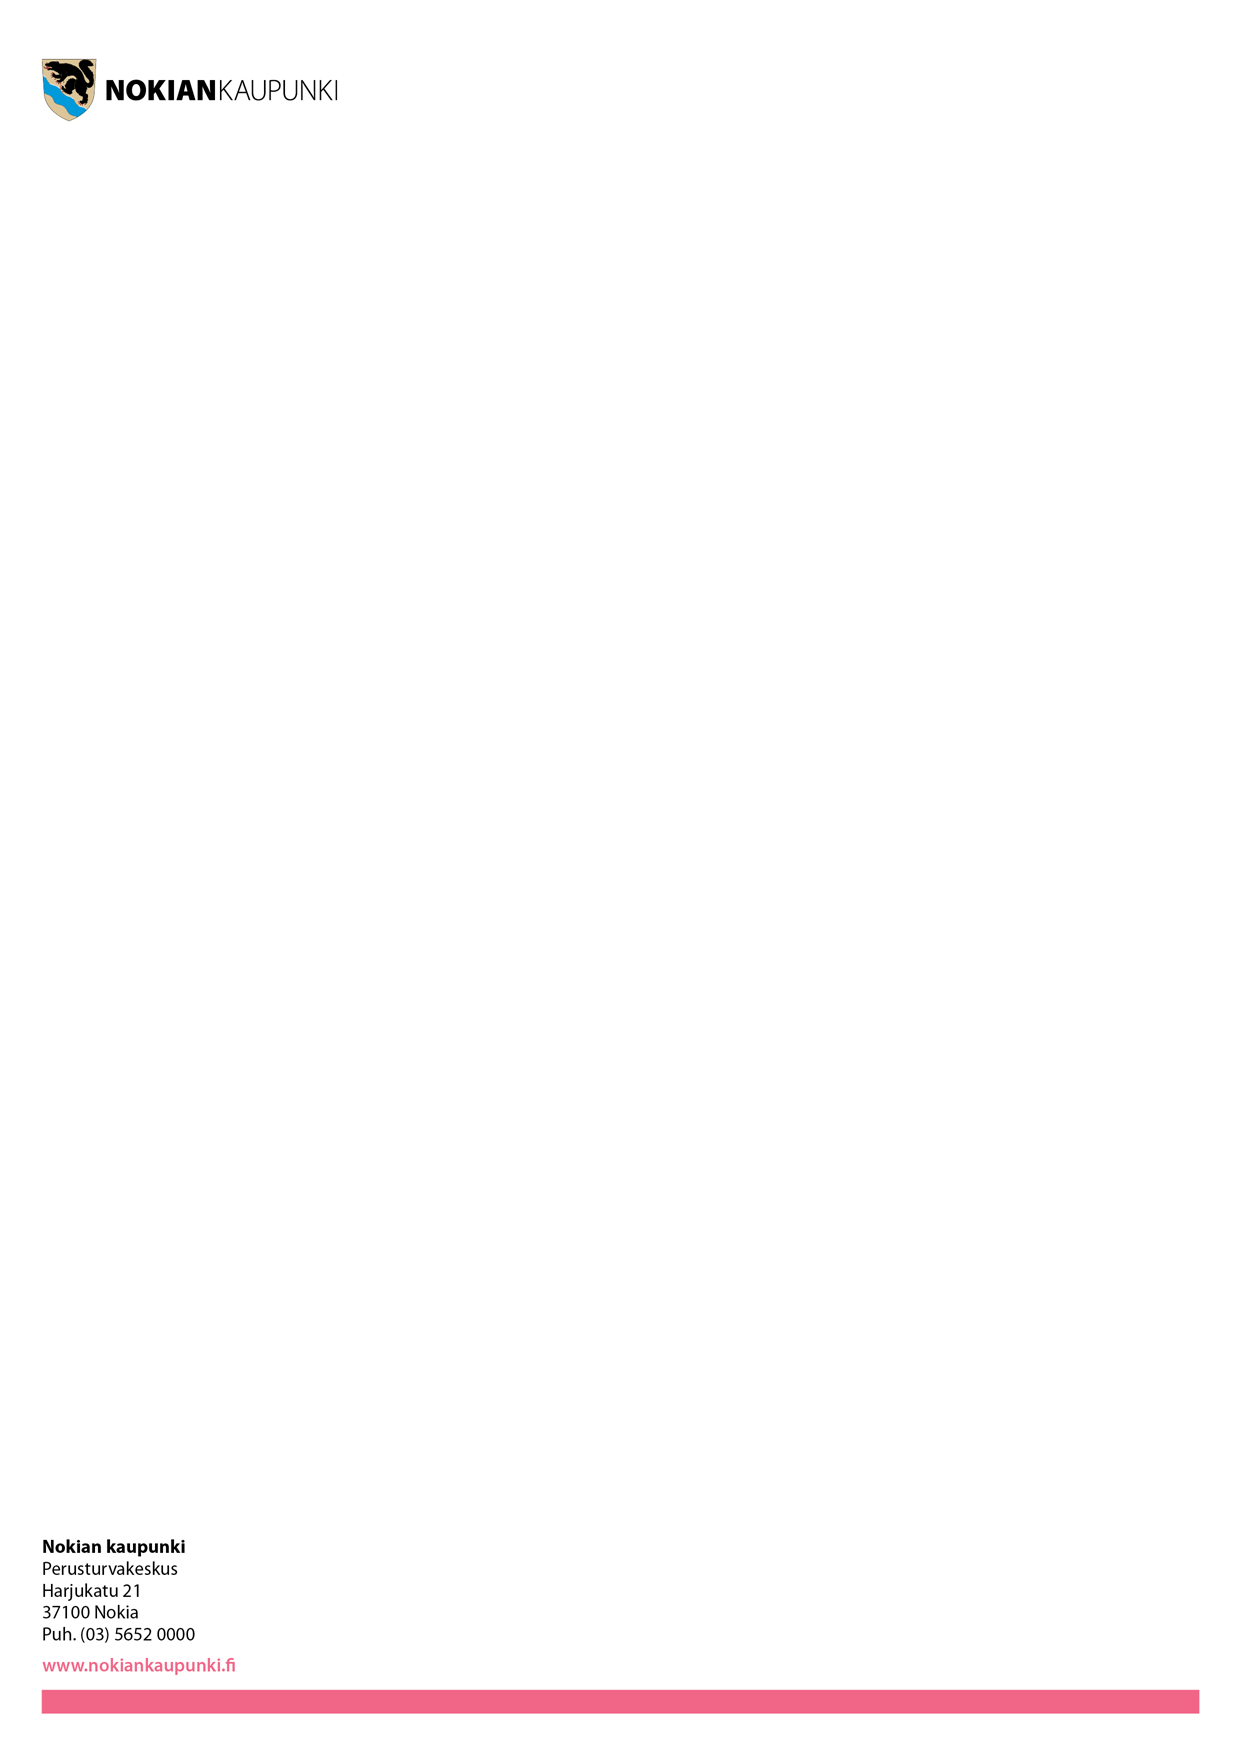 NOKIANKAUPUNKI
Nokian kaupunki
Perusturvakeskus
Harjukatu 21
37100 Nokia
Puh. (03) 5652 0000
www.nokiankaupunki.fi